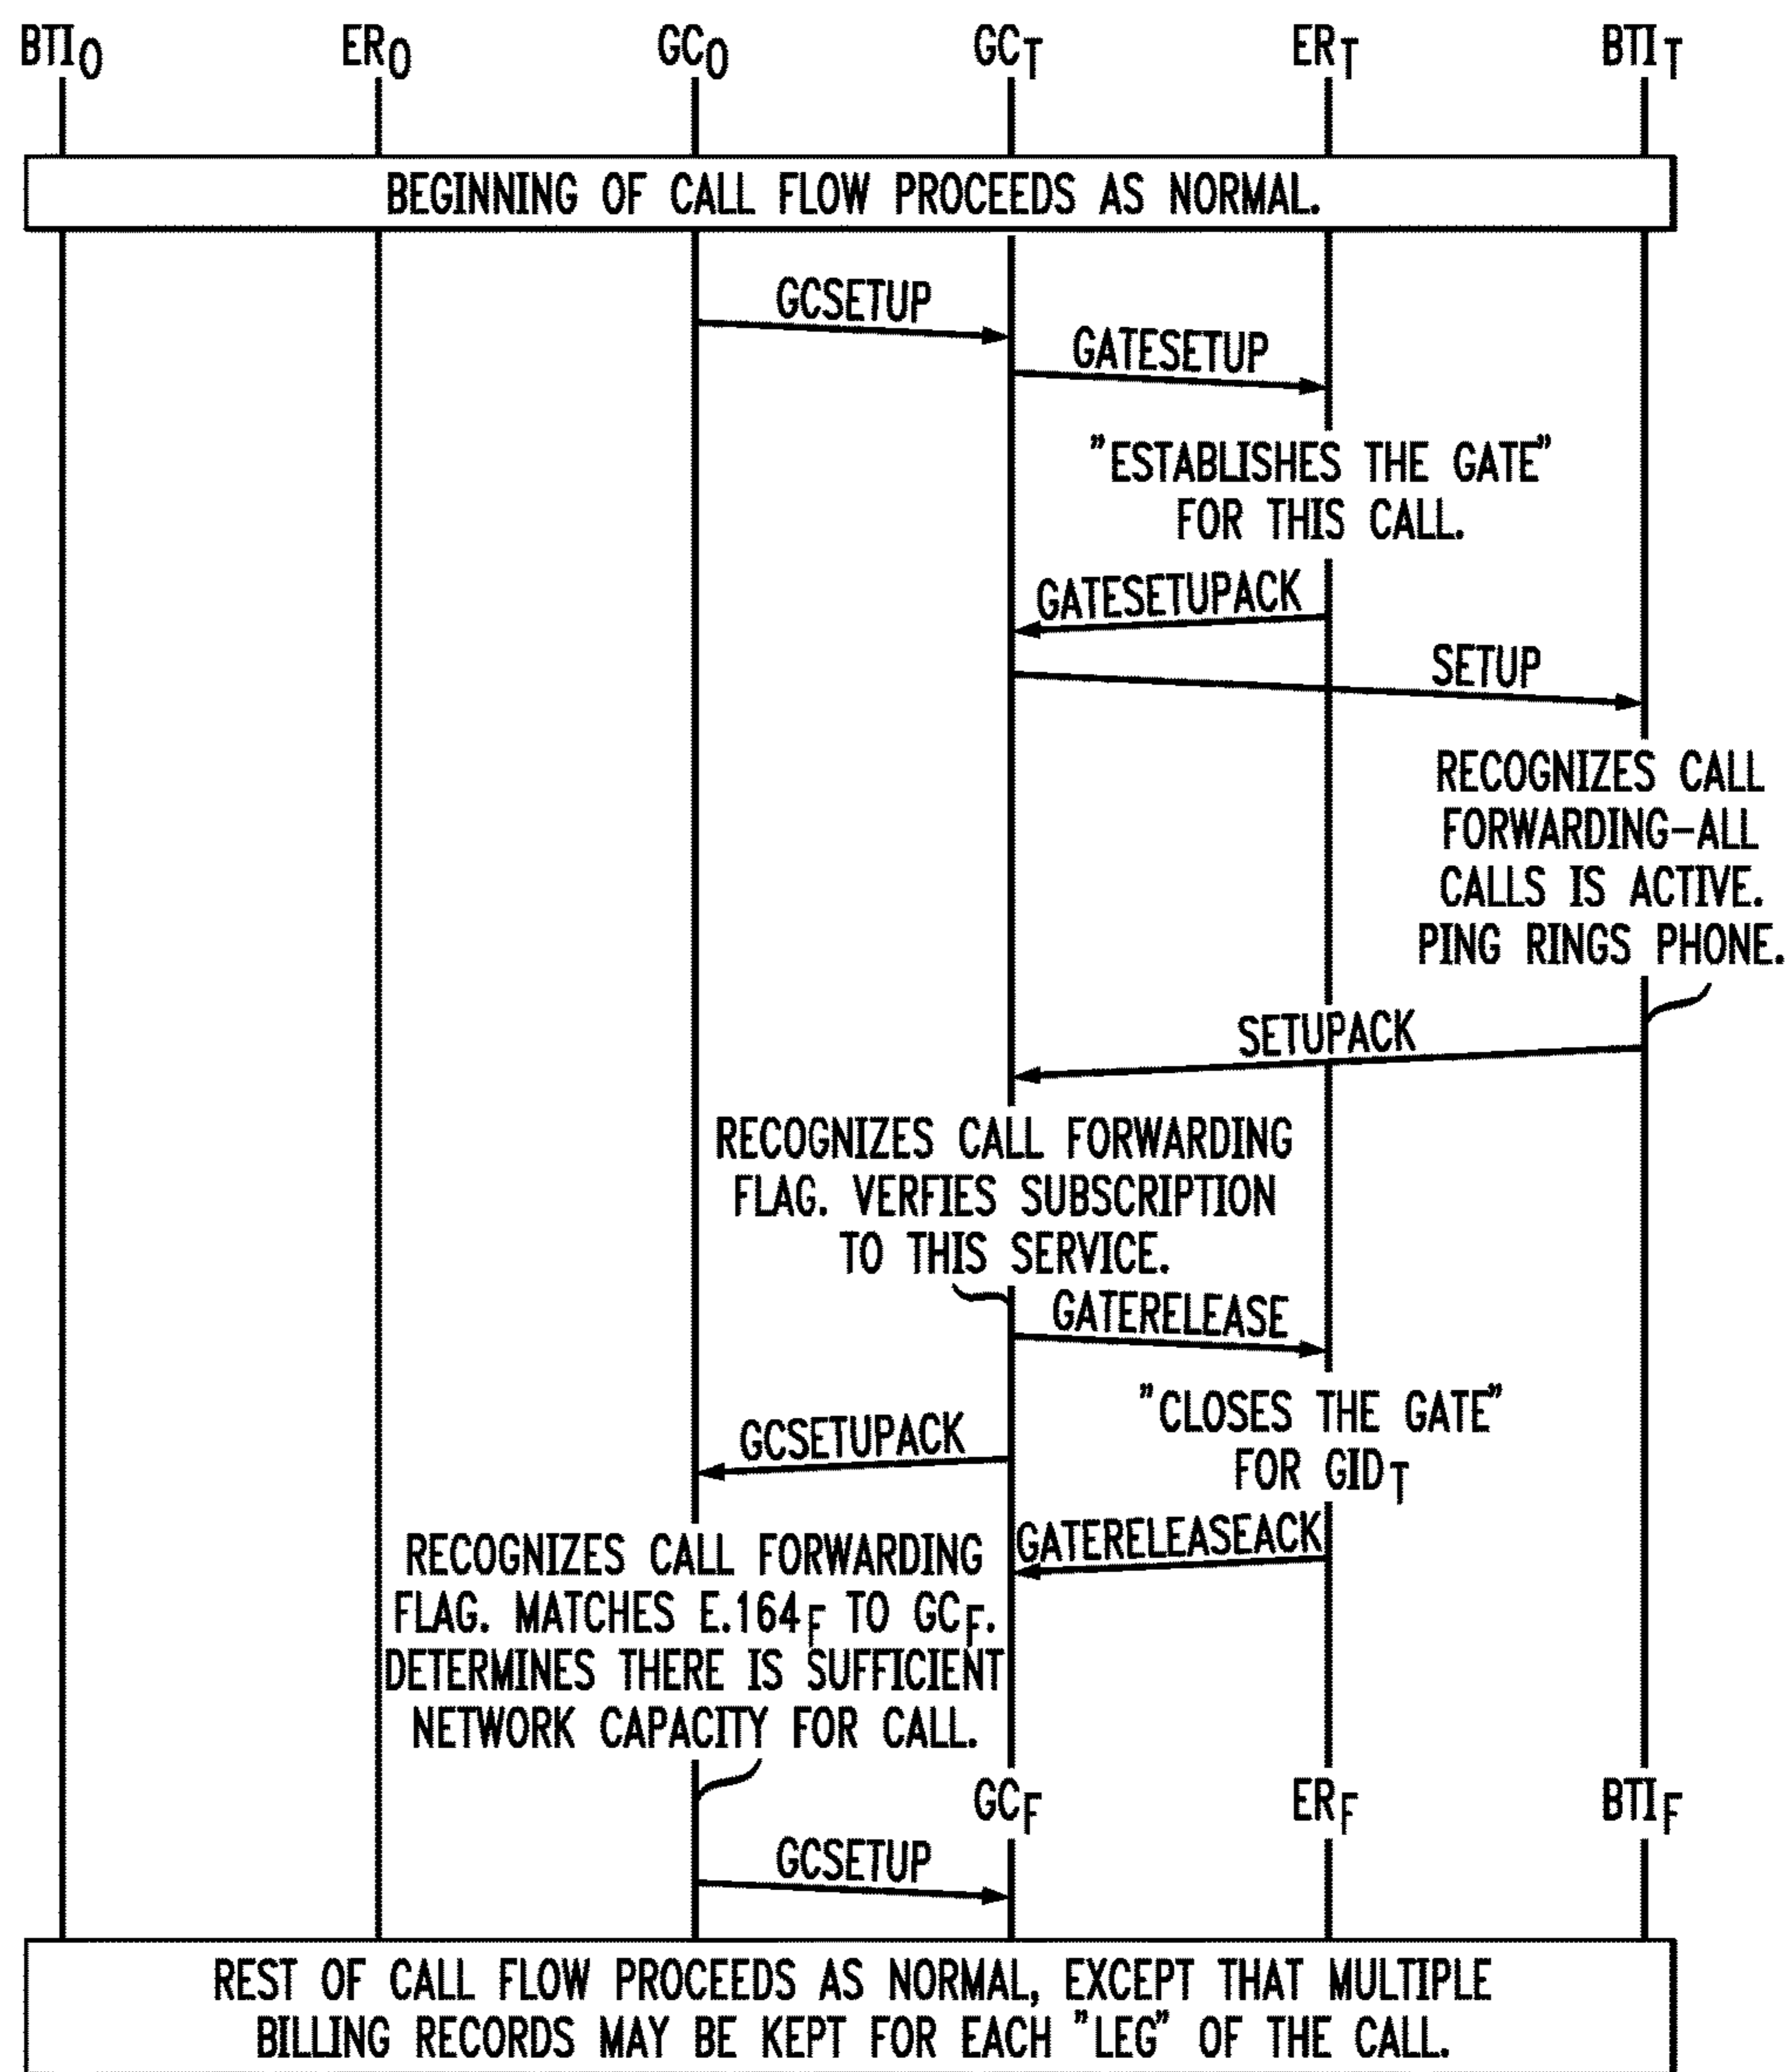 BTIO ERO GCO GCT ERT BTIT
BEGINNING OF CALL FLOW PROCEEDS AS NORMAL.
GCSETUP
GATESETUP
"ESTABLISHES THE GATE"
FOR THIS CALL.
GATESETUPACK
SETUP
RECOGNIZES CALL
FORWARDING-ALL
CALLS IS ACTIVE.
PING RINGS PHONE.
SETUPACK
RECOGNIZES CALL FORWARDING
FLAG. VERFIES SUBSCRIPTION
TO THIS SERVICE.
GATERELEASE
"CLOSES THE GATE"
FOR GIDT
GCSETUPACK
GATERELEASEACK
RECOGNIZES CALL FORWARDING
FLAG. MATCHES E.164F TO GCF.
DETERMINES THERE IS SUFFICIENT
NETWORK CAPACITY FOR CALL.
GCF ERF BTIF
GCSETUP
REST OF CALL FLOW PROCEEDS AS NORMAL, EXCEPT THAT MULTIPLE
BILLING RECORDS MAY BE KEPT FOR EACH "LEG" OF THE CALL.